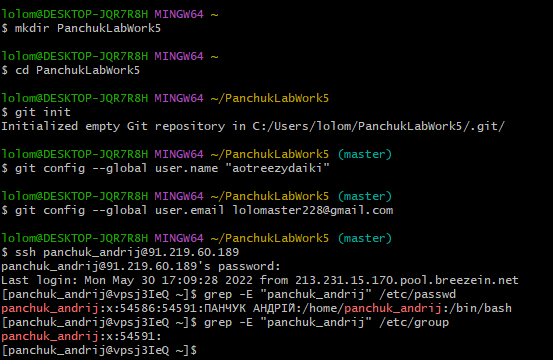 lolom@DESKTOP-JQR7R8H MINGW64 ~
$ mkdir PanchukLabWork5
lolom@DESKTOP-JQR7R8H MINGW64 ~
$ cd PanchukLabWork5
lolom@DESKTOP-JQR7R8H MINGW64 ~/PanchukLabWork5
$ git init
Initialized empty Git repository in C:/Users/lolom/PanchukLabWork5/.git/
lolom@DESKTOP-JQR7R8H MINGW64 ~/PanchukLabWork5 (master)
$ git config --global user.name "aotreezydaiki"
lolom@DESKTOP-JQR7R8H MINGW64 ~/PanchukLabWork5 (master)
$ git config --global user.email lolomaster228@gmail.com
lolom@DESKTOP-JQR7R8H MINGW64 ~/PanchukLabWork5 (master)
$ ssh panchuk_andrij@91.219.60.189
panchuk_andrij@91.219.60.189's password:
Last login: Mon May 30 17:09:28 2022 from 213.231.15.170.pool.breezein.net
[panchuk_andrij@vpsj3IeQ ~]$ grep -E "panchuk_andrij" /etc/passwd
panchuk_andrij:x:54586:54591:ПАНЧУК АНДРІЙ:/home/panchuk_andrij:/bin/bash
[panchuk_andrij@vpsj3IeQ ~]$ grep -E "panchuk_andrij" /etc/group
panchuk_andrij:x:54591:
[panchuk_andrij@vpsj3IeQ ~]$